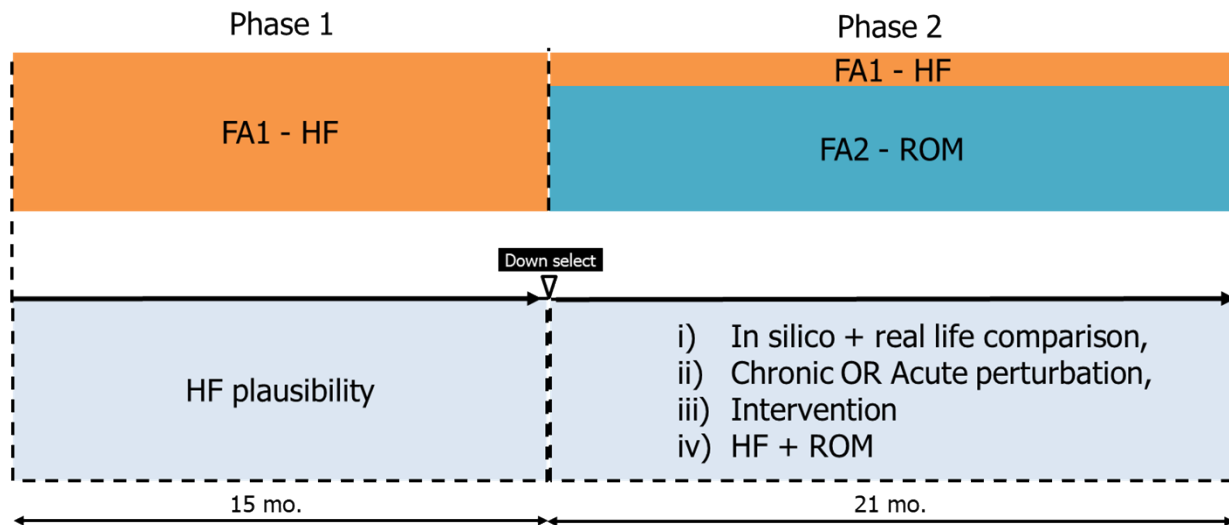 Phase 1
Phase 2
FA1 - HF
FA1 - HF
FA2 - ROM
Down select
HF plausibility
i) In silico + real life comparison,
ii) Chronic OR Acute perturbation,
iii) Intervention
iv) HF + ROM
15 mo.
21 mo.